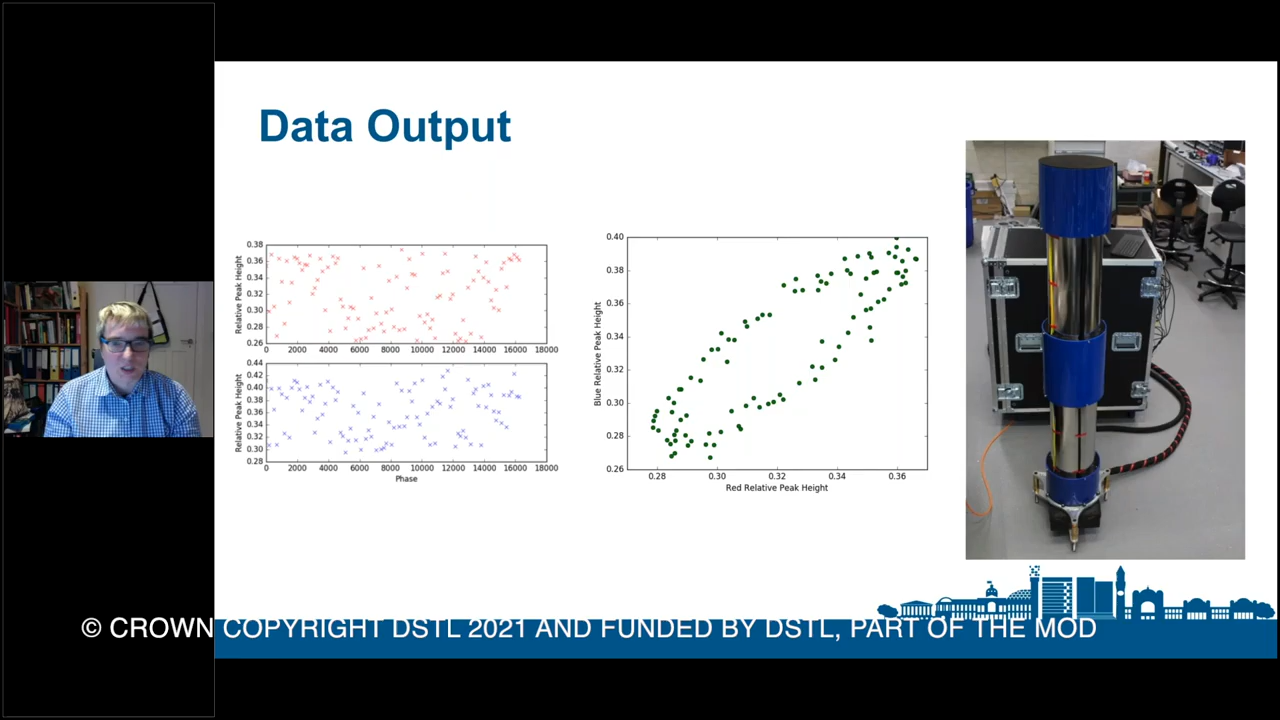 Data Output
0.38
0.36
0.34
0.32
0.30
0.28
0.26
Relative Peak Height
0 2000 4000 6000 8000 10000 12000 14000 16000 18000
0.44
0.42
0.40
0.38
0.36
0.34
0.32
0.30
0.28
Relative Peak Height
0 2000 4000 6000 8000 10000 12000 14000 16000 18000
Phase
0.40
0.38
0.36
0.34
0.32
0.30
0.28
0.26
Blue Relative Peak Height
0.28 0.30 0.32 0.34 0.36
Red Relative Peak Height
© CROWN COPYRIGHT DSTL 2021 AND FUNDED BY DSTL, PART OF THE MOD